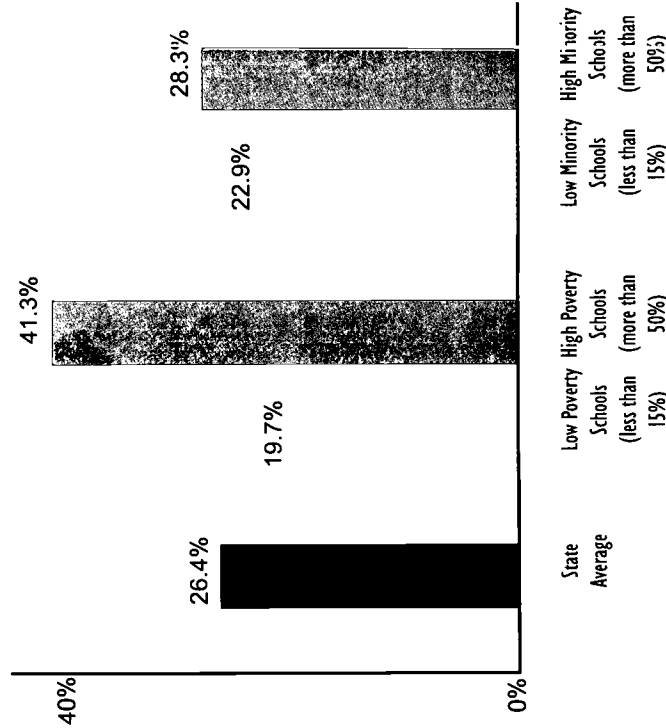 40%
0%
26.4%
19.7%
41.3%
22.9%
28.3%
State
Average
Low Poverty
Schools
(less than
15%)
High Poverty
Schools
(more than
50%)
Low Minority
Schools
(less than
15%)
High Minority
Schools
(more than
50%)